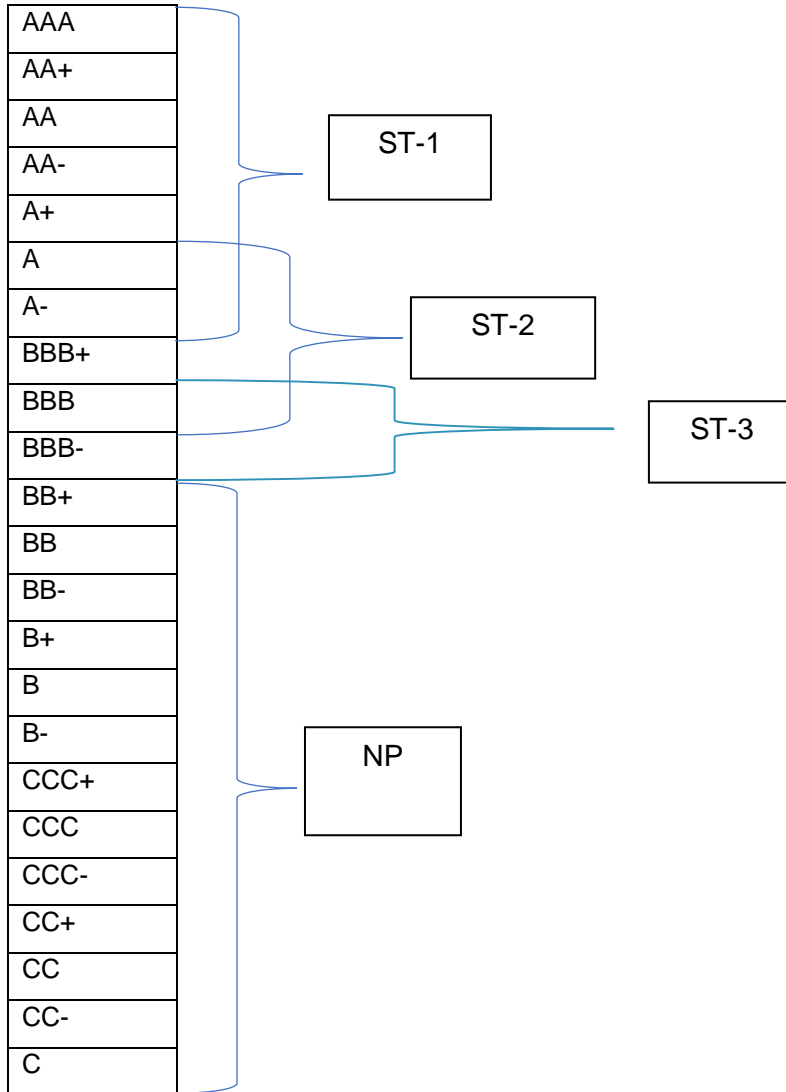 AAA
AA+
AA
AA-
A+
A
A-
BBB+
BBB
BBB-
BB+
BB
BB-
B+
B
B-
CCC+
CCC
CCC-
CC+
CC
CC-
C
ST-1
ST-2
ST-3
NP